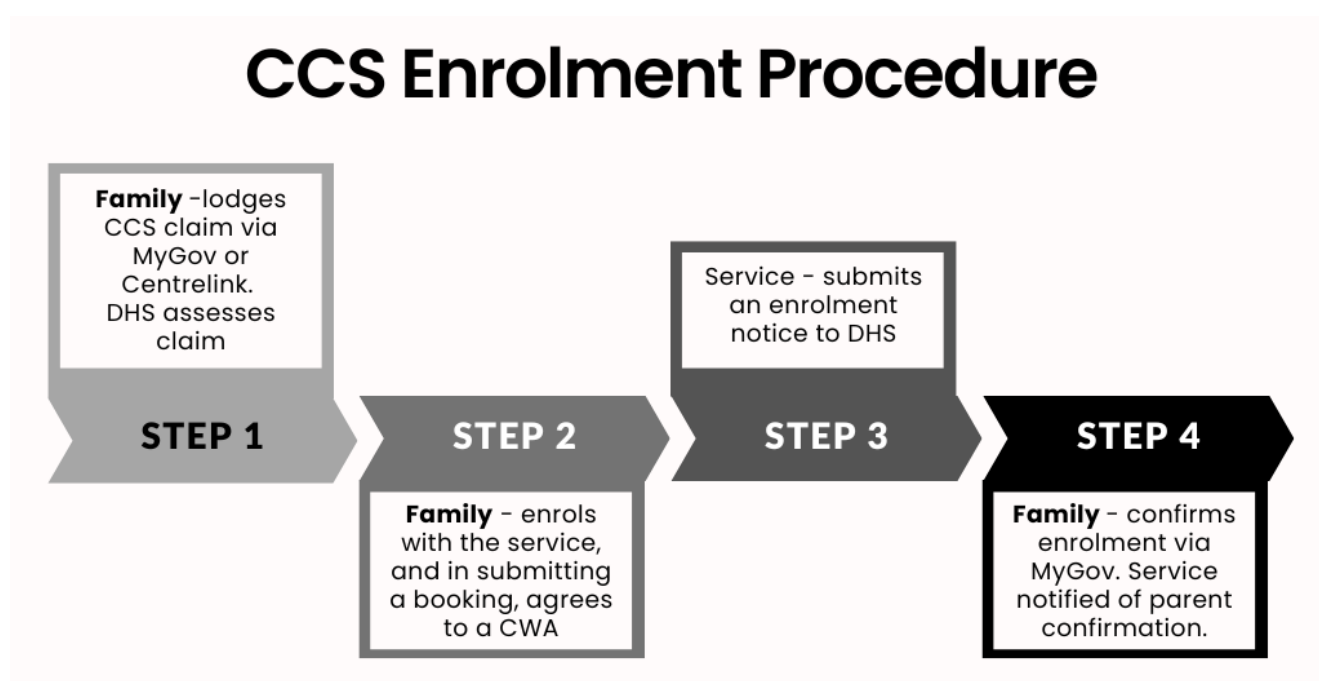 CCS Enrolment Procedure
Family -lodges
CCS claim via
MyGov or
Centrelink.
DHS assesses
claim
STEP 1
STEP 2
Family - enrols
with the service,
and in submitting
a booking, agrees
to a CWA
Service - submits
an enrolment
notice to DHS
STEP 3
STEP 4
Family - confirms
enrolment via
MyGov. Service
notified of parent
confirmation.